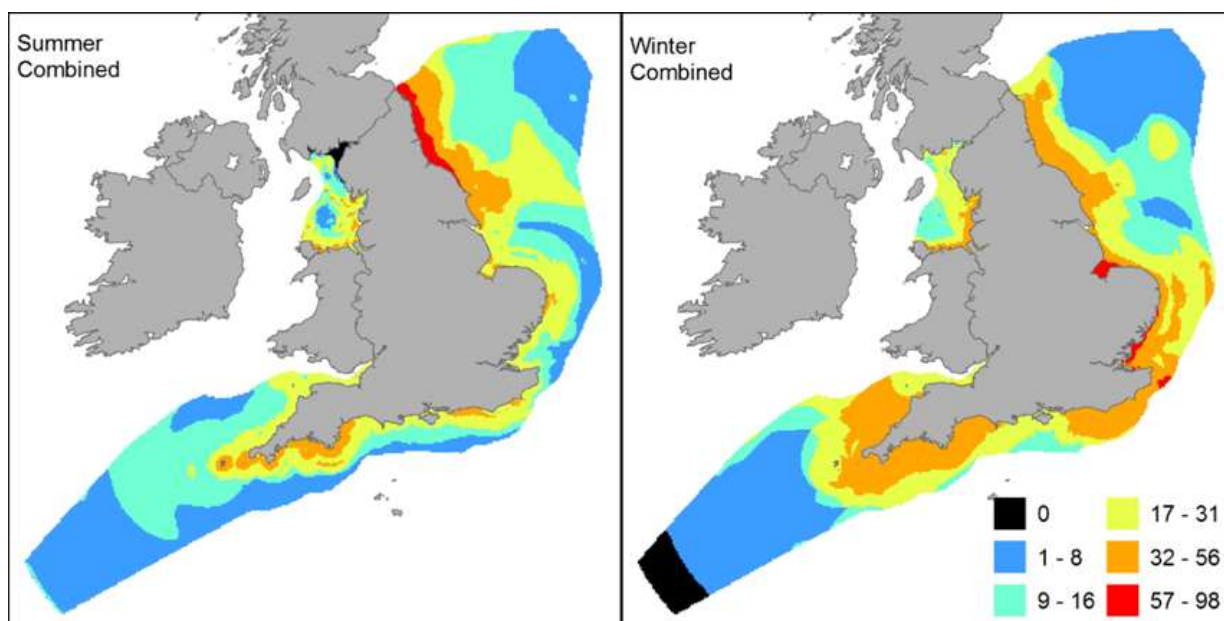 Summer
Combined
Winter
Combined
0
17 - 31
1 - 8
32 - 56
9 - 16
57 - 98